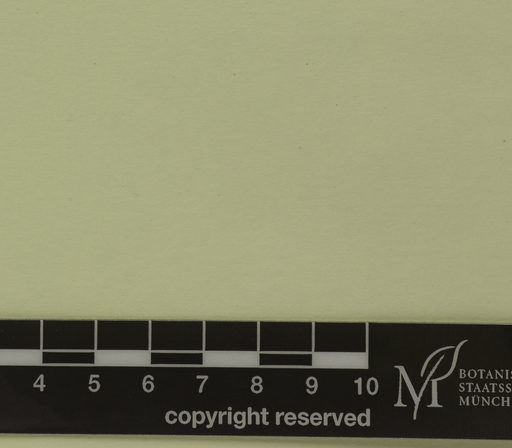 4 5 6 7 8 9 10
copyright reserved
BOTANIS
STAATSS
MÜNCH